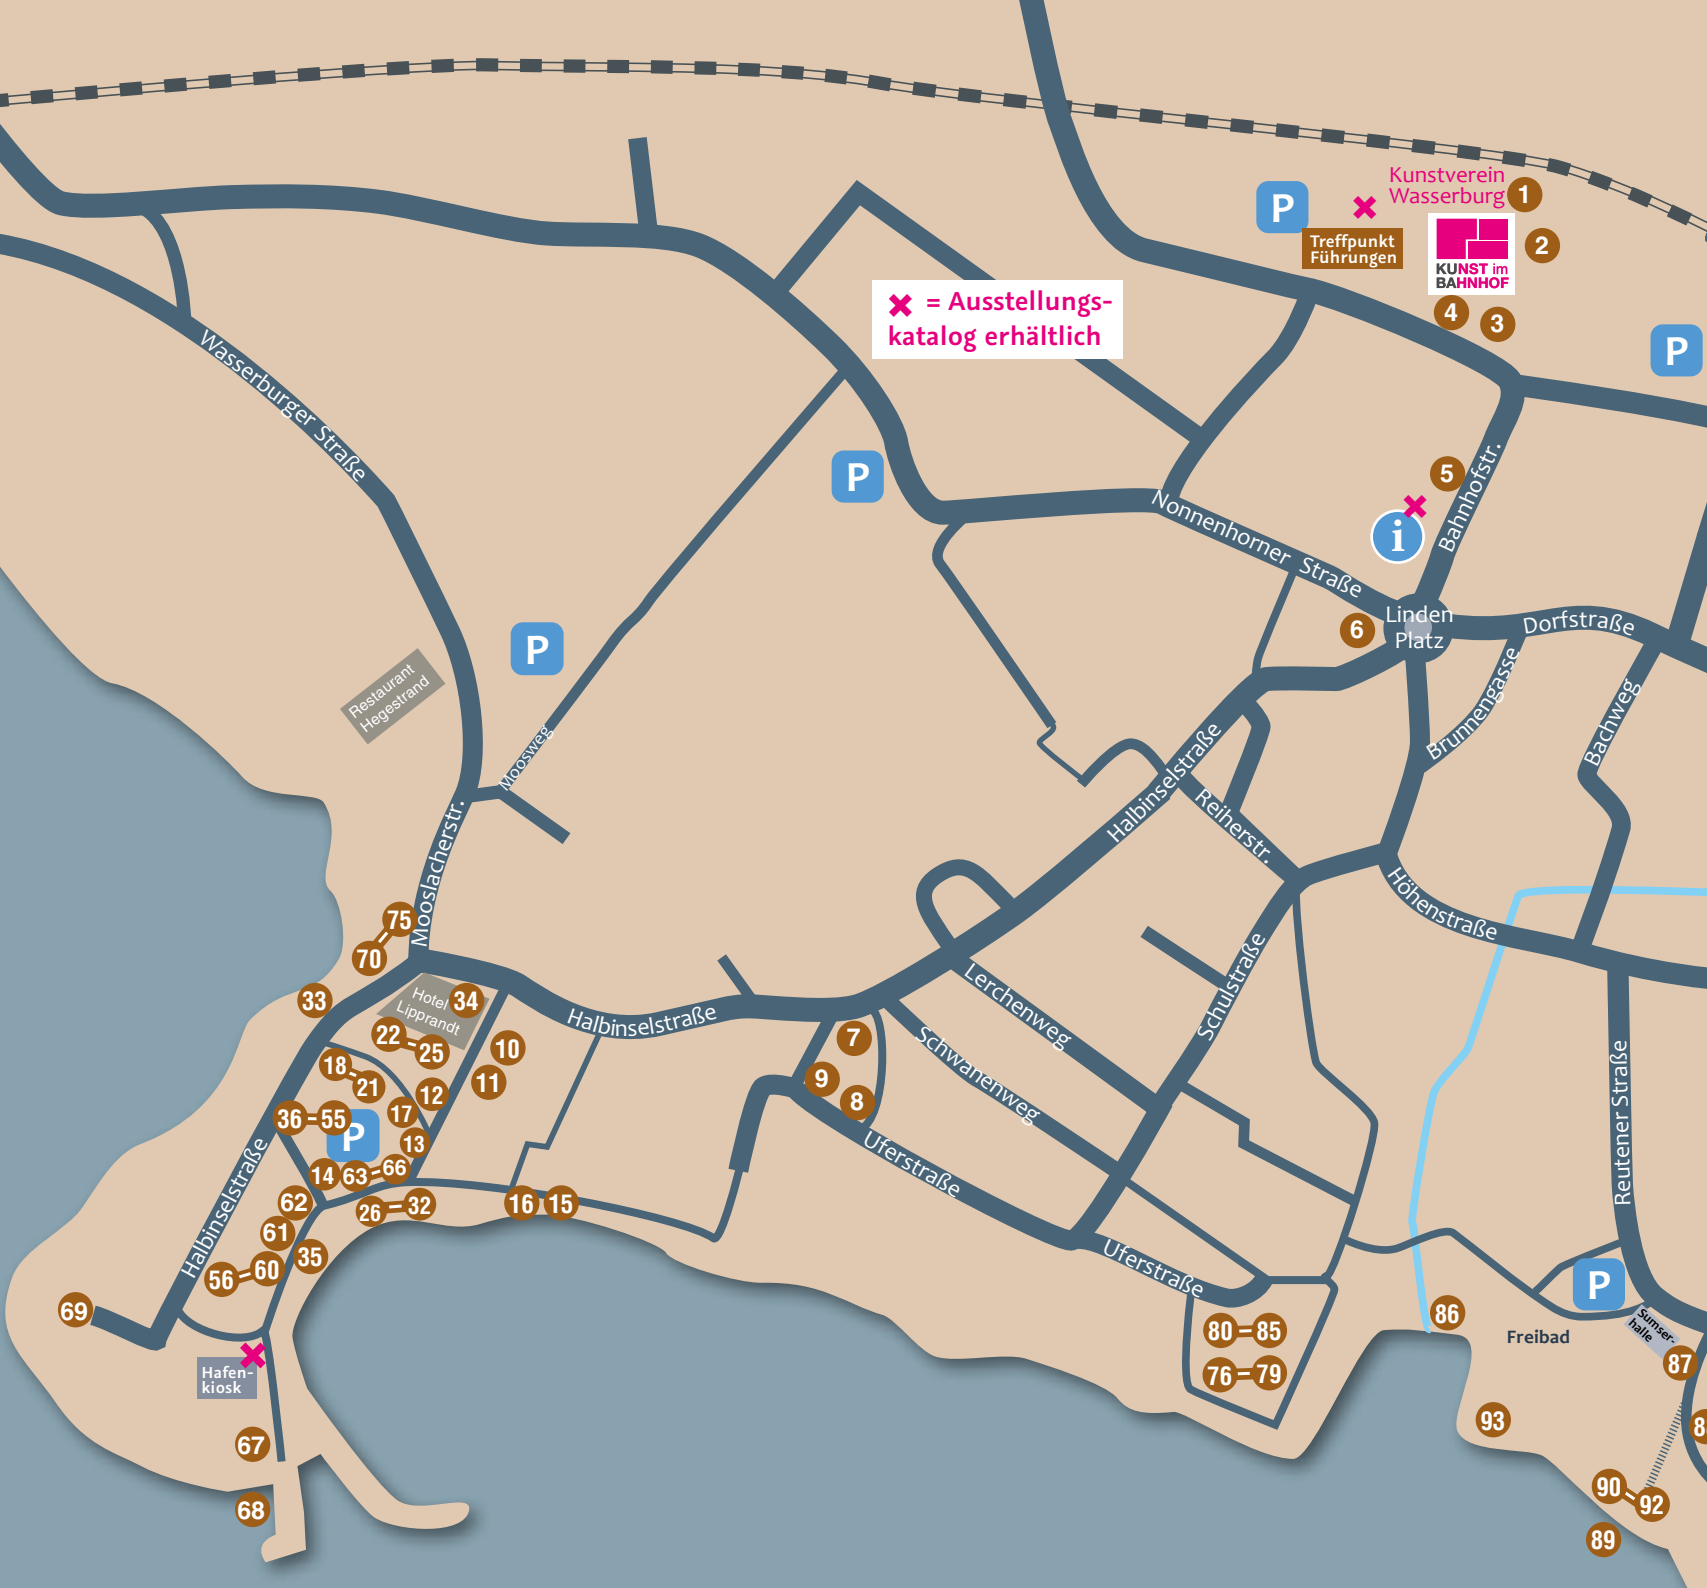 Kunstverein
Wasserburg
1
P
Treffpunkt
Führungen
2
KUNST im
BAHNHOF
4
3
= Ausstellungs-
katalog erhältlich
P
Wasserburger Straße
P
5
Bahnhofstr.
Nonnenhorner Straße
i
Linden
Platz
6
Dorfstraße
P
Restaurant
Hegestrand
Moosweg
Brunnengasse
Bachweg
Halbinselstraße
Reiherstr.
Mooslacherstr.
Höhenstraße
75
70
33
Hotel
Lipprandt
34
Halbinselstraße
Lerchenweg
Schulstraße
Schwanenweg
Reutener Straße
22
25
10
7
18
21
11
9
8
12
36
55
17
P
13
14
63
66
Uferstraße
62
26
32
16
15
61
35
Halbinselstraße
56
60
Uferstraße
69
P
86
Freibad
Sumser-
halle
80
85
87
Hafen-
kiosk
76
79
93
67
68
90
92
89